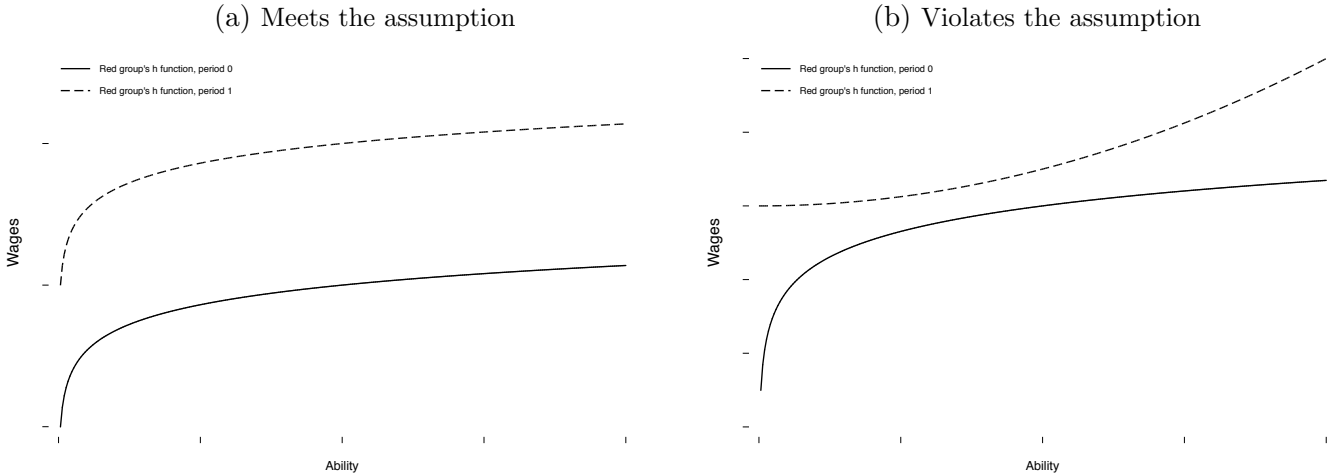 (a) Meets the assumption
Red group's h function, period 0
Red group's h function, period 1
Wages
Ability
(b) Violates the assumption
Red group's h function, period 0
Red group's h function, period 1
Wages
Ability